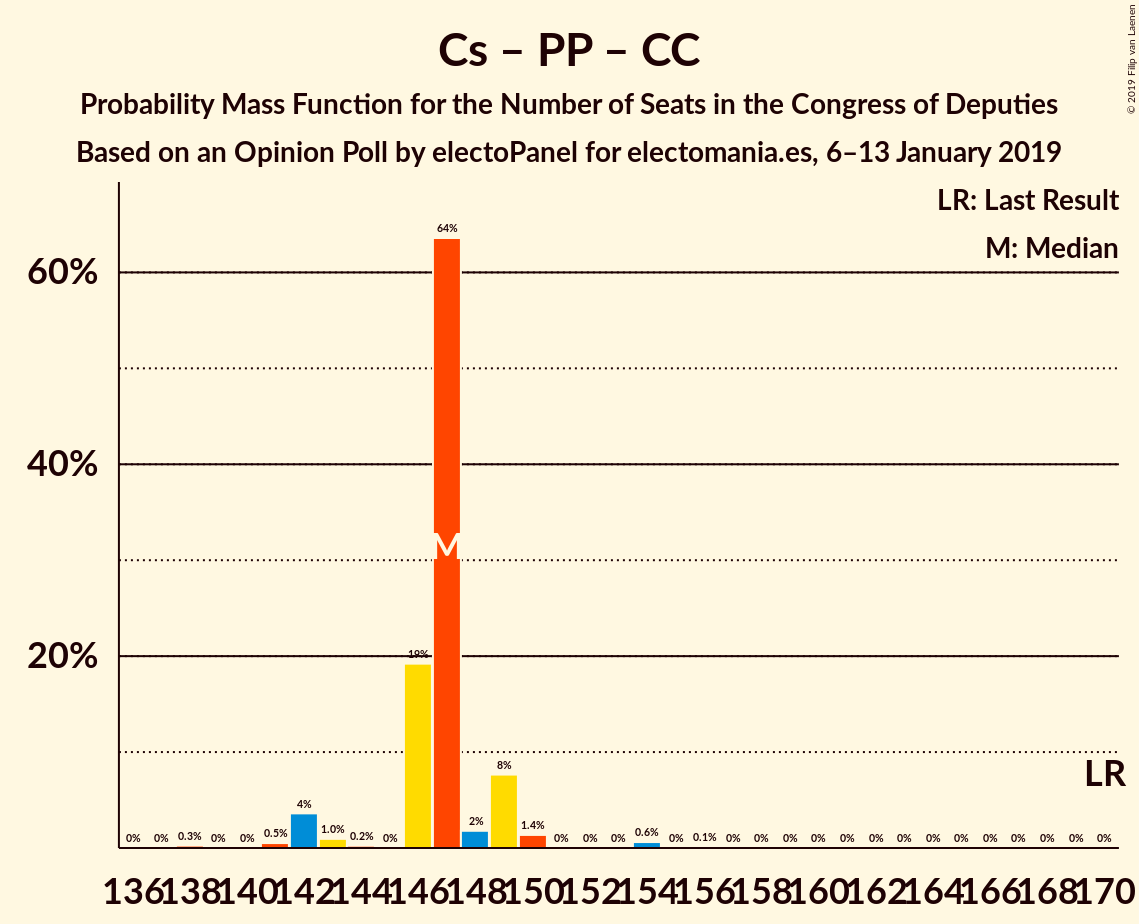 Cs – PP – CC
Probability Mass Function for the Number of Seats in the Congress of Deputies
Based on an Opinion Poll by electoPanel for electomania.es, 6–13 January 2019
© 2019 Filip van Laenen
LR: Last Result
M: Median
60%
40%
20%
64%
M
19%
LR
8%
4%
2%
1.4%
1.0%
0% 0% 0.3% 0% 0% 0.5% 0.2% 0% 0% 0% 0% 0.6% 0% 0.1% 0% 0% 0% 0% 0% 0% 0% 0% 0% 0% 0% 0% 0% 0%
136 138 140 142 144 146 148 150 152 154 156 158 160 162 164 166 168 170